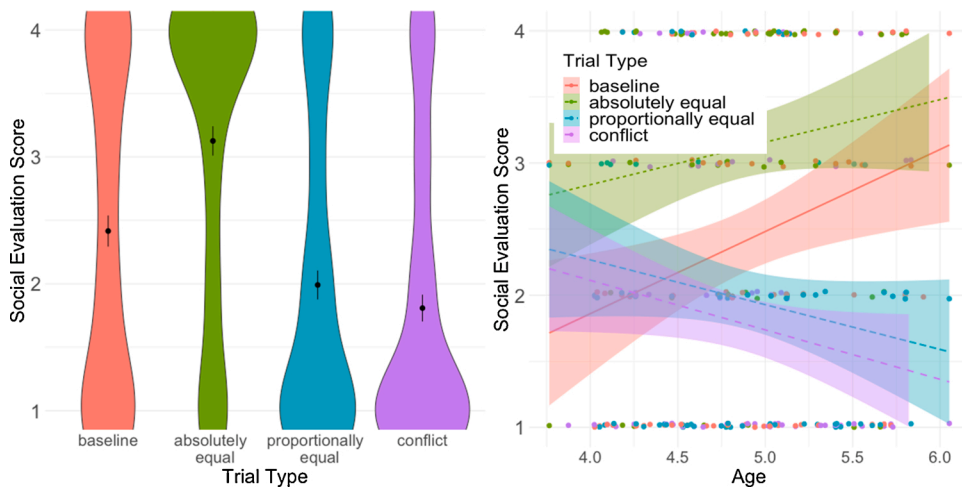 Social Evaluation Score
4
3
2
1
baseline
absolutely
equal
proportionally
equal
conflict
Trial Type
Social Evaluation Score
4
3
2
1
Trial Type
baseline
absolutely equal
proportionally equal
conflict
4.0
4.5
5.0
5.5
6.0
Age